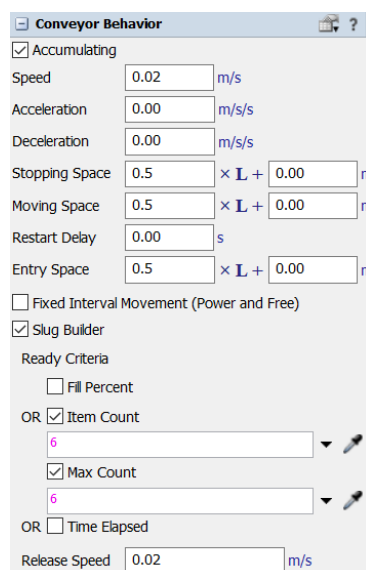 Conveyor Behavior ?
Accumulating
Speed 0.02 m/s
Acceleration 0.00 m/s/s
Deceleration 0.00 m/s/s
Stopping Space 0.5 × L + 0.00
Moving Space 0.5 × L + 0.00
Restart Delay 0.00 s
Entry Space 0.5 × L + 0.00
Fixed Interval Movement (Power and Free)
Slug Builder
Ready Criteria
Fill Percent
OR Item Count
6
Max Count
6
OR Time Elapsed
Release Speed 0.02 m/s